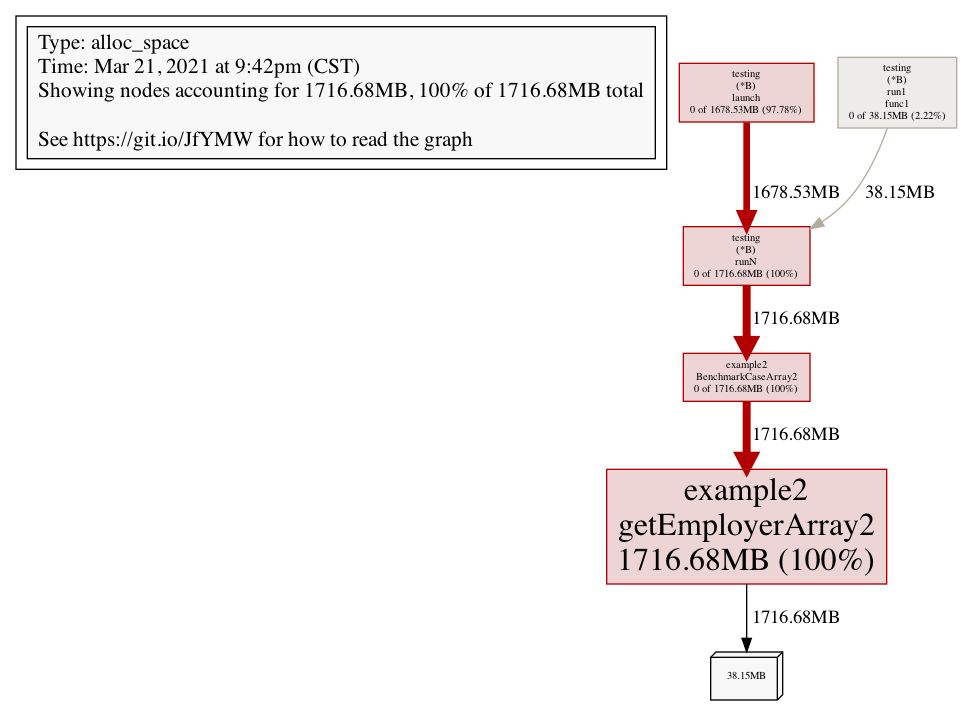 Type: alloc_space
Time: Mar 21, 2021 at 9:42pm (CST)
Showing nodes accounting for 1716.68MB, 100% of 1716.68MB total
See https://git.io/JfYMW for how to read the graph
testing
(*B)
launch
0 of 1678.53MB (97.78%)
testing
(*B)
run1
func1
0 of 38.15MB (2.22%)
1678.53MB
38.15MB
testing
(*B)
runN
0 of 1716.68MB (100%)
1716.68MB
example2
BenchmarkCaseArray2
0 of 1716.68MB (100%)
1716.68MB
example2
getEmployerArray2
1716.68MB (100%)
1716.68MB
38.15MB